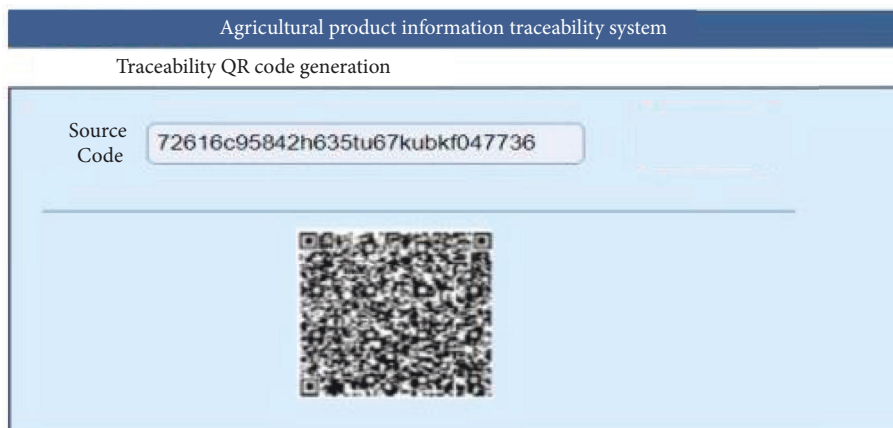 Agricultural product information traceability system
Traceability QR code generation
Source
Code
72616c95842h635tu67kubkf047736